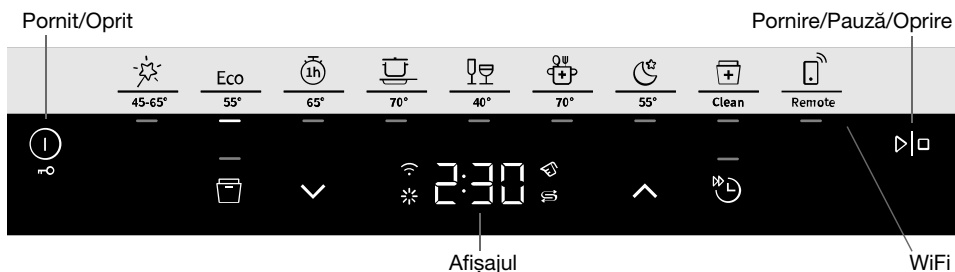 Pornit/Oprit Pornire/Pauză/Oprire
Eco 1h
45-65° 55° 65° 70° 40° 70° 55° Clean Remote
2:30
Afișajul WiFi